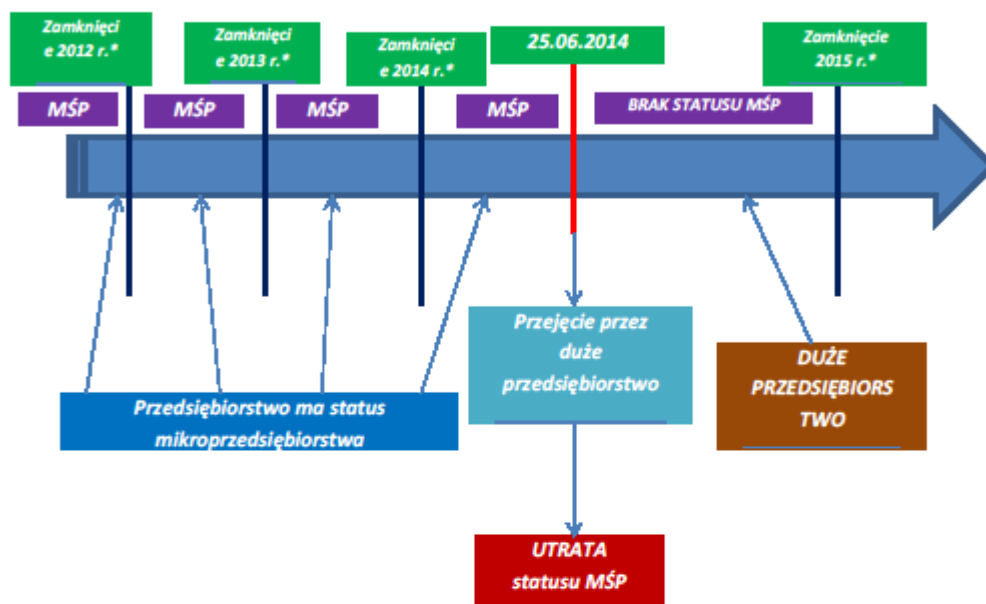 Zamknięci
e 2012 r.*
Zamknięci
e 2013 r.*
Zamknięci
e 2014 r.*
25.06.2014
Zamknięcie
2015 r.*
MŚP
MŚP
MŚP
MŚP
BRAK STATUSU MŚP
Przedsiębiorstwo ma status
mikroprzedsiębiorstwa
Przejęcie przez
duże
przedsiębiorstwo
DUŻE
PRZEDSIĘBIORS
TWO
UTRATA
statusu MŚP